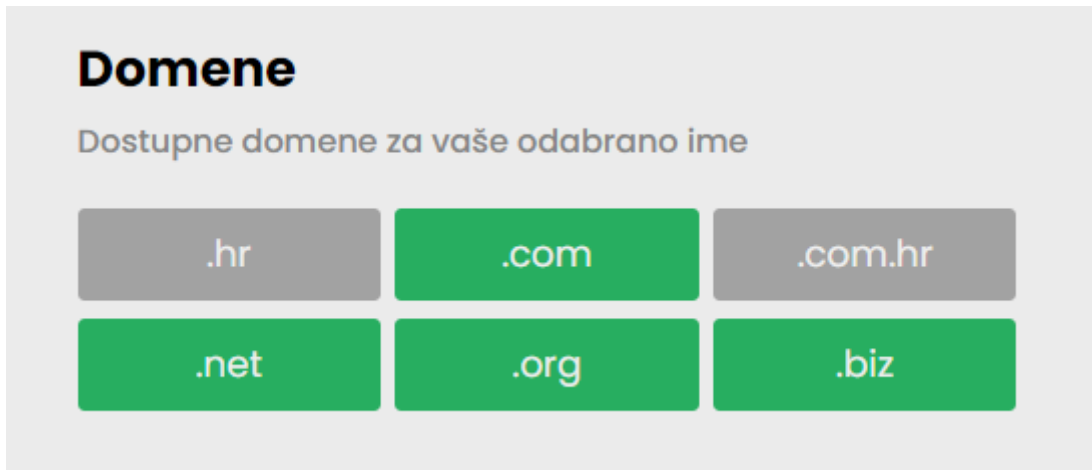 Domene
Dostupne domene za vaše odabrano ime
.hr .com .com.hr
.net .org .biz